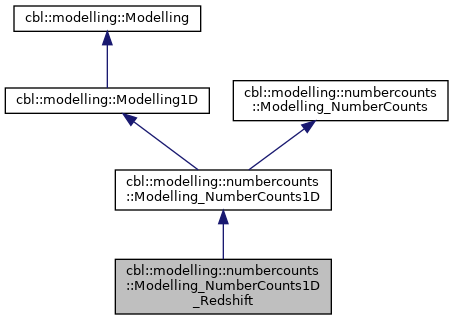 cbl::modelling::Modelling
cbl::modelling::Modelling1D
cbl::modelling::numbercounts
::Modelling_NumberCounts
cbl::modelling::numbercounts
::Modelling_NumberCounts1D
cbl::modelling::numbercounts
::Modelling_NumberCounts1D
_Redshift